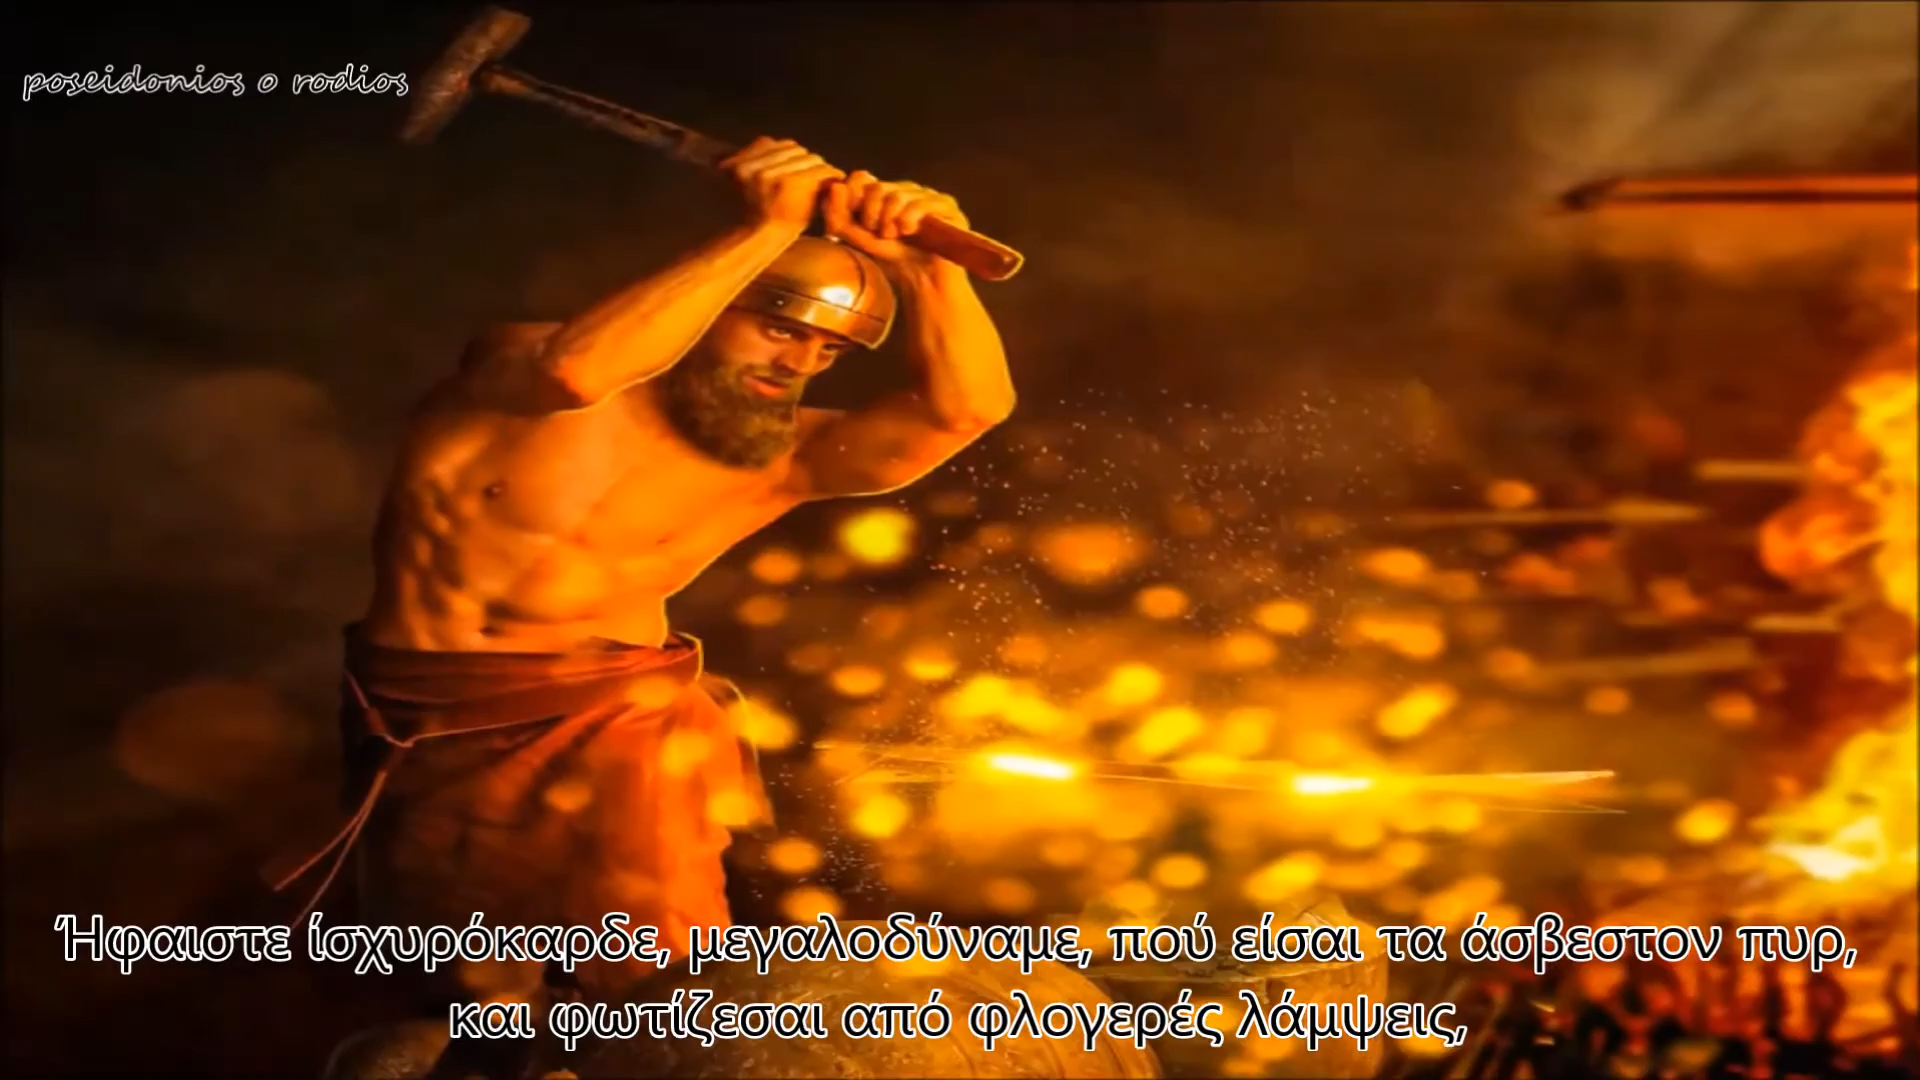 poseidonios o rodios
Ήφαιστε ίσχυρόκαρδε, μεγαλοδύναμε, πού είσαι τα άσβεστον πυρ,
και φωτίζεσαι από φλογερές λάμψεις,